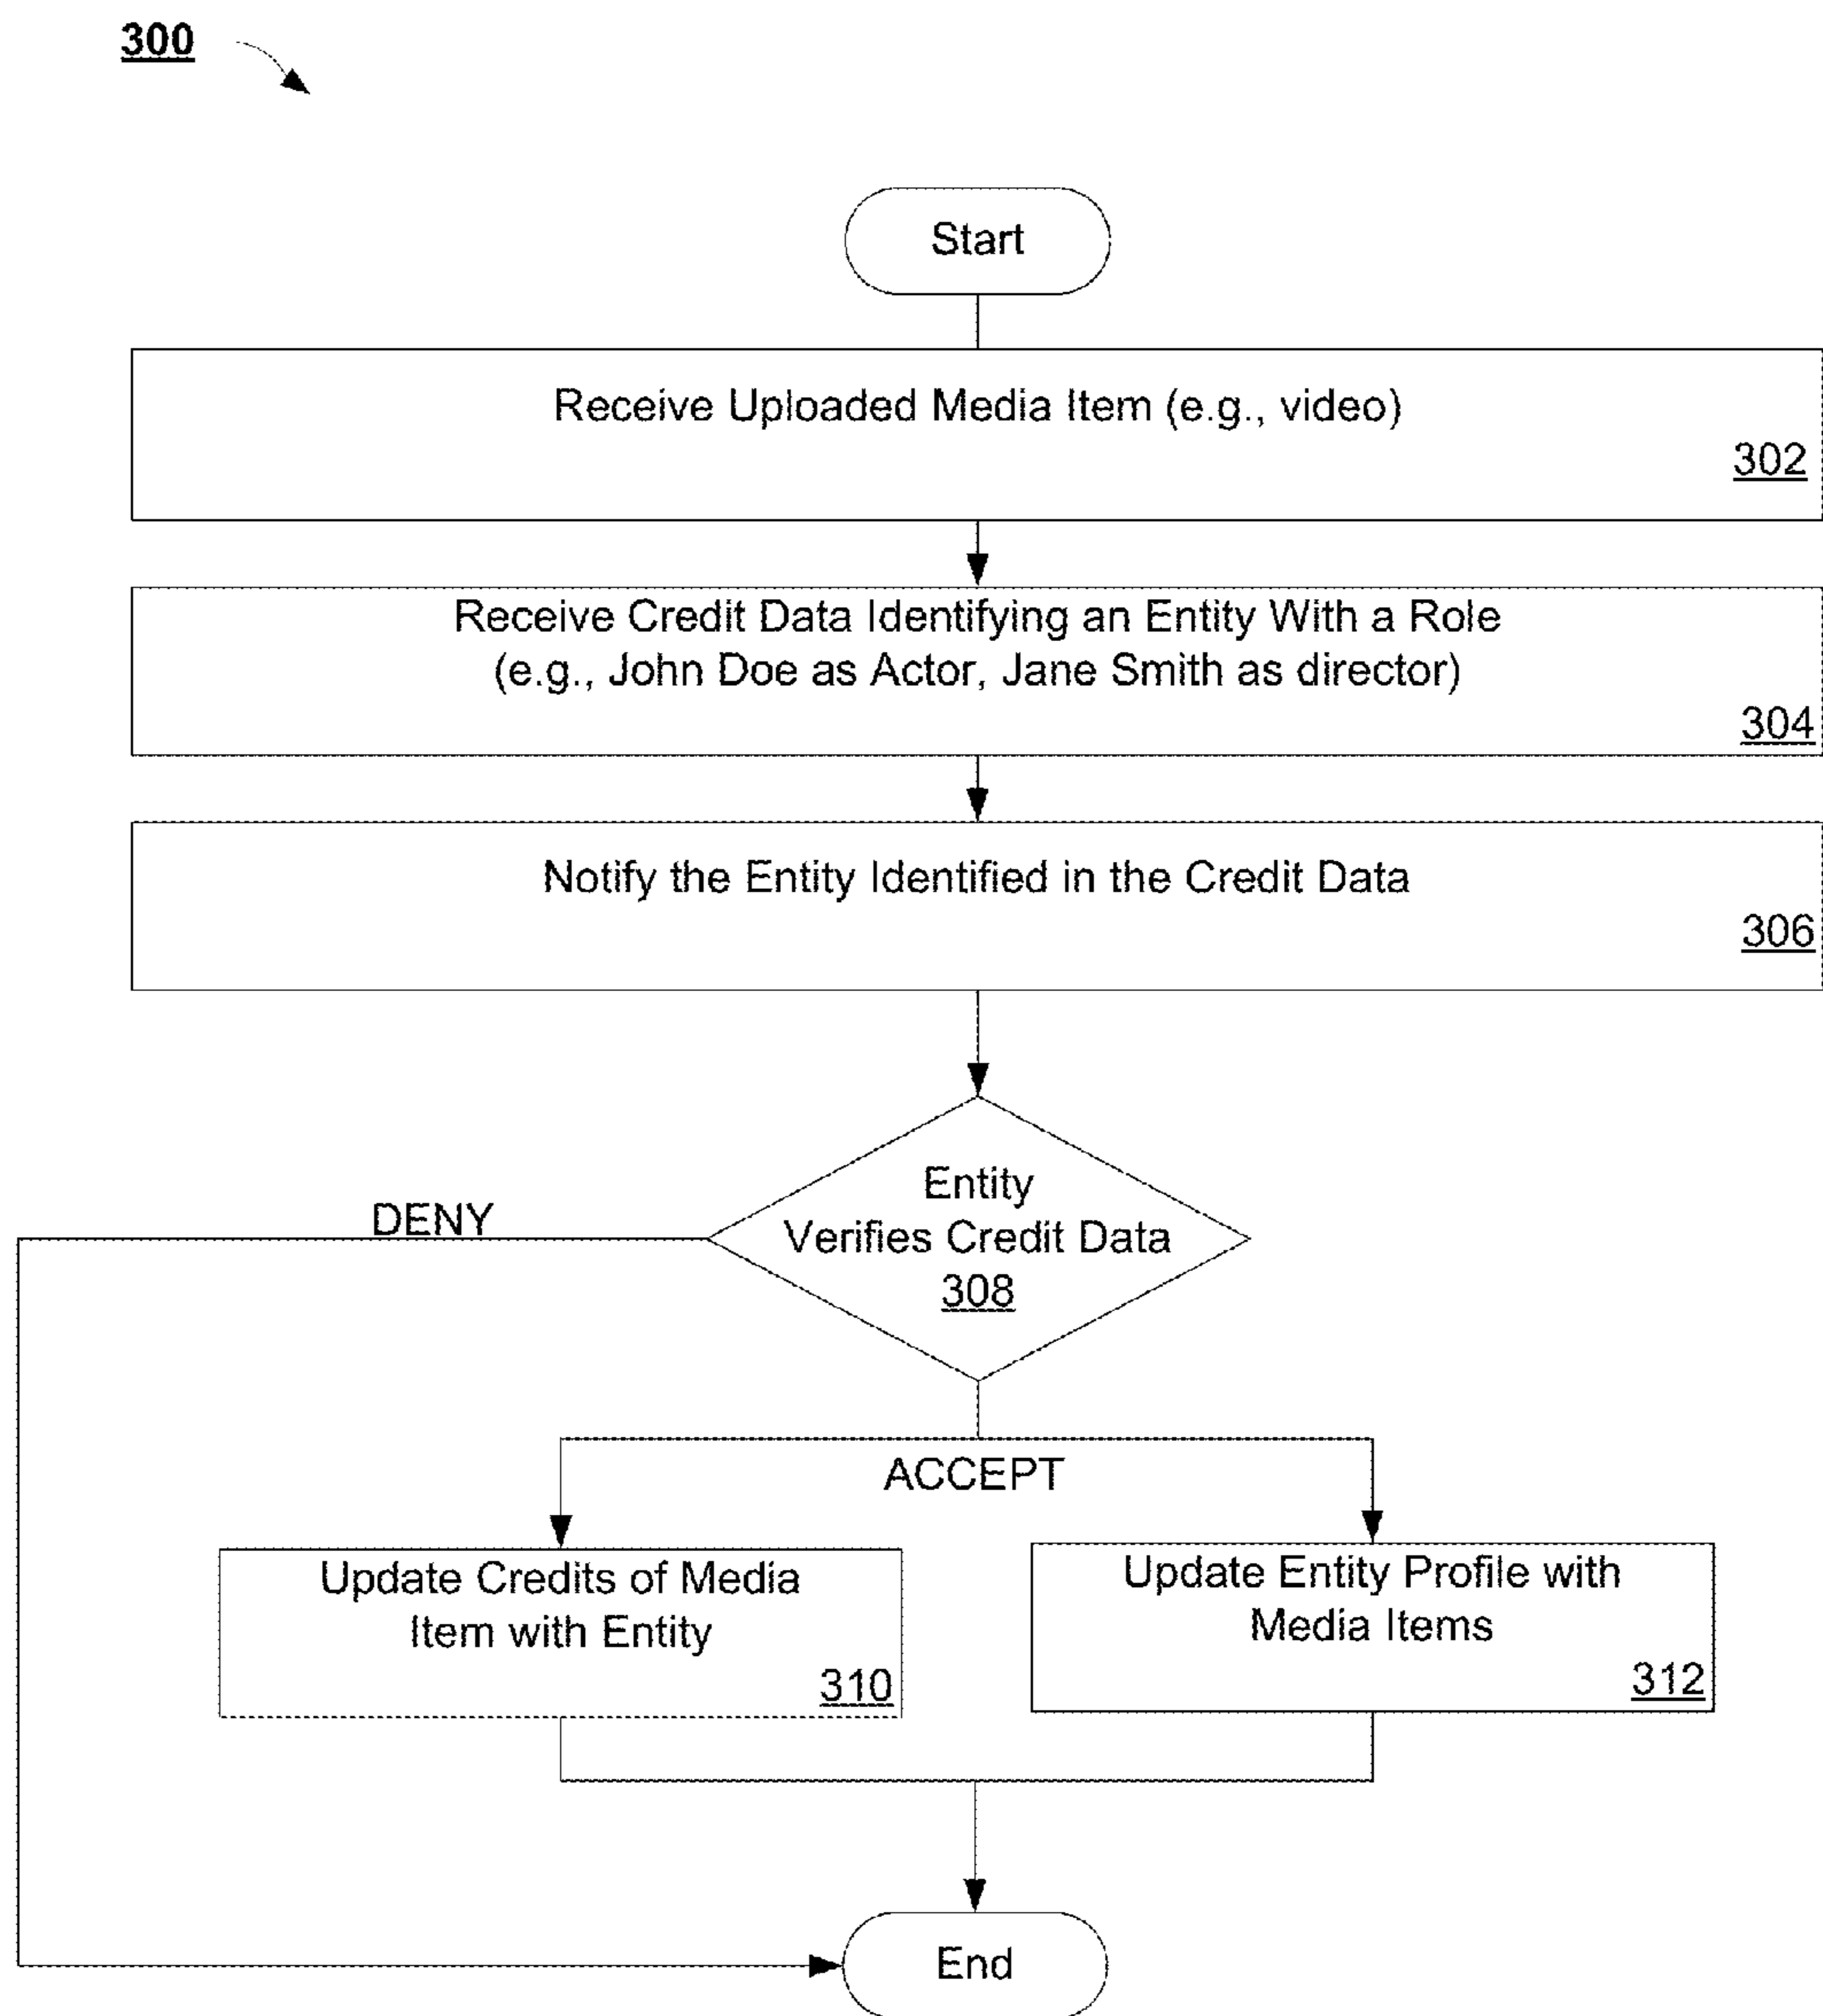 300
Start
Receive Uploaded Media Item (e.g., video)
302
Receive Credit Data Identifying an Entity With a Role
(e.g., John Doe as Actor, Jane Smith as director)
304
Notify the Entity Identified in the Credit Data
306
Entity
Verifies Credit Data
308
DENY
ACCEPT
Update Credits of Media
Item with Entity
310
Update Entity Profile with
Media Items
312
End